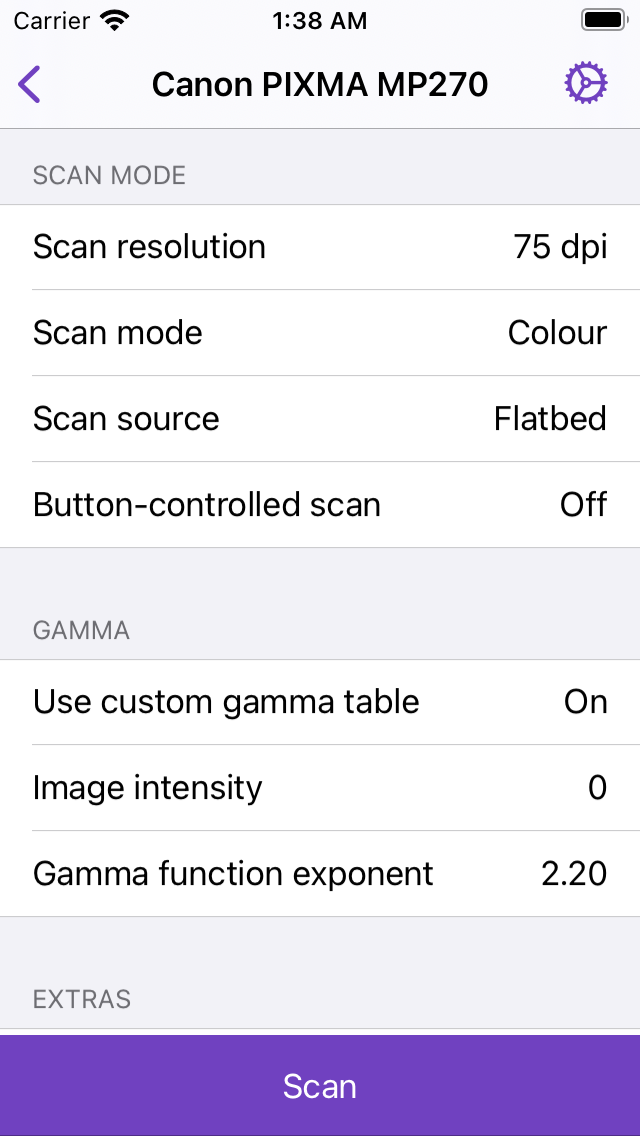 Carrier 1:38 AM
Canon PIXMA MP270
SCAN MODE
Scan resolution 75 dpi
Scan mode Colour
Scan source Flatbed
Button-controlled scan Off
GAMMA
Use custom gamma table On
Image intensity 0
Gamma function exponent 2.20
EXTRAS
Scan